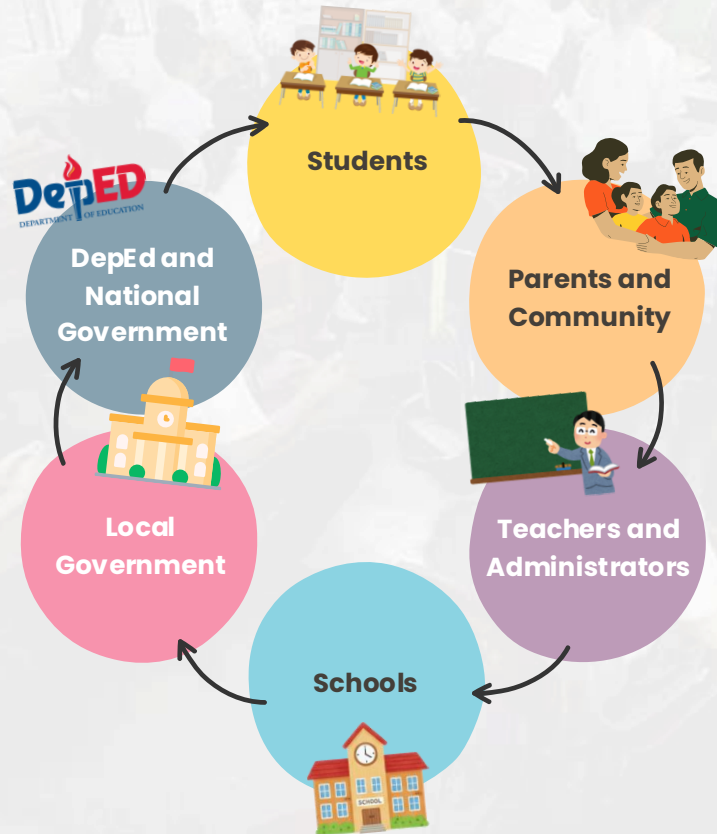 Students
DepED
DEPARTMENT OF EDUCATION
DepEd and
National
Government
Parents and
Community
Local
Government
Teachers and
Administrators
Schools
SCHOOL